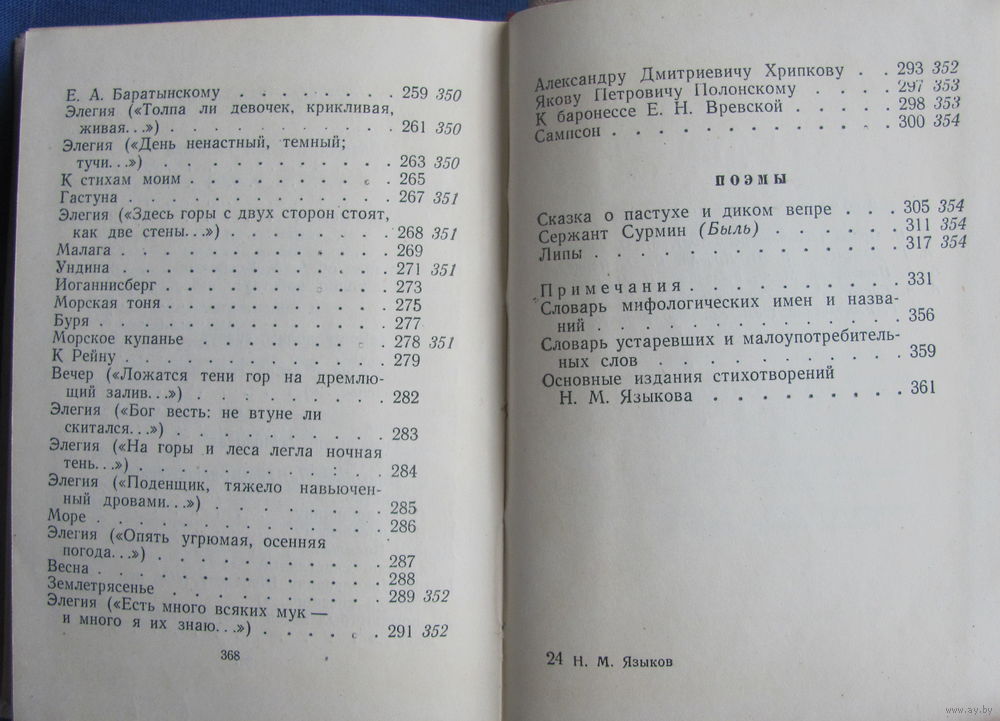 Е. А. Баратынскому . . . . . . . . 259 350
Элегия («Толпа ли девочек, крикливая,
живая. . .») . . . . . . . . . . . 261 350
Элегия («День ненастный, темный;
тучи. . .») . . . . . . . . . . . 263 350
К стихам моим . . . . . . . . . . 265
Гастуна . . . . . . . . . . . . . 267 351
Элегия («Здесь горы с двух сторон стоят,
как две стены. . .») . . . . . . . 268 351
Малага . . . . . . . . . . . . . 269
Ундина . . . . . . . . . . . . . 271 351
Иоганнисберг . . . . . . . . . . 273
Морская тоня . . . . . . . . . . 275
Буря . . . . . . . . . . . . . . 277
Морское купанье . . . . . . . . . 278 351
К Рейну . . . . . . . . . . . . . 279
Вечер («Ложатся тени гор на дремлю-
щий залив. . .») . . . . . . . . . 282
Элегия («Бог весть: не втуне ли
скитался. . .») . . . . . . . . . . 283
Элегия («На горы и леса легла ночная
тень. . .») . . . . . . . . . . . 284
Элегия («Поденщик, тяжело навьючен-
ный дровами. . .») . . . . . . . . 285
Море . . . . . . . . . . . . . . 286
Элегия («Опять угрюмая, осенняя
погода. . .») . . . . . . . . . . 287
Весна . . . . . . . . . . . . . . 288
Землетрясенье . . . . . . . . . . 289 352
Элегия («Есть много всяких мук —
и много я их знаю. . .») . . . . . 291 352
368
Александру Дмитриевичу Хрипкову . . 293 352
Якову Петровичу Полонскому . . . . 297 353
К баронессе Е. Н. Вревской . . . . . 298 353
Сампсон . . . . . . . . . . . . . 300 354
ПОЭМЫ
Сказка о пастухе и диком вепре . . . 305 354
Сержант Сурмин (Быль) . . . . . . 311 354
Липы . . . . . . . . . . . . . . 317 354
Примечания . . . . . . . . . . 331
Словарь мифологических имен и назва-
ний . . . . . . . . . . . . . . 356
Словарь устаревших и малоупотребитель-
ных слов . . . . . . . . . . . 359
Основные издания стихотворений
Н. М. Языкова . . . . . . . . . 361
24 Н. М. Языков
www.ay.by